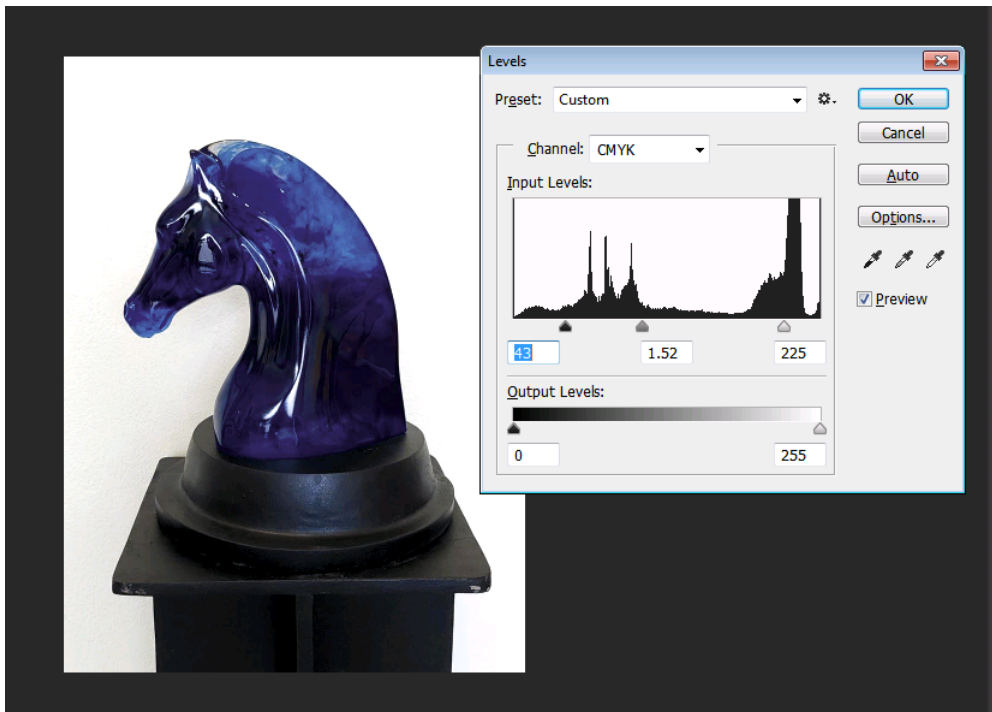 Levels
Preset: Custom
OK
Cancel
Channel: CMYK
Auto
Input Levels:
Options...
Preview
43 1.52 225
Output Levels:
0 255